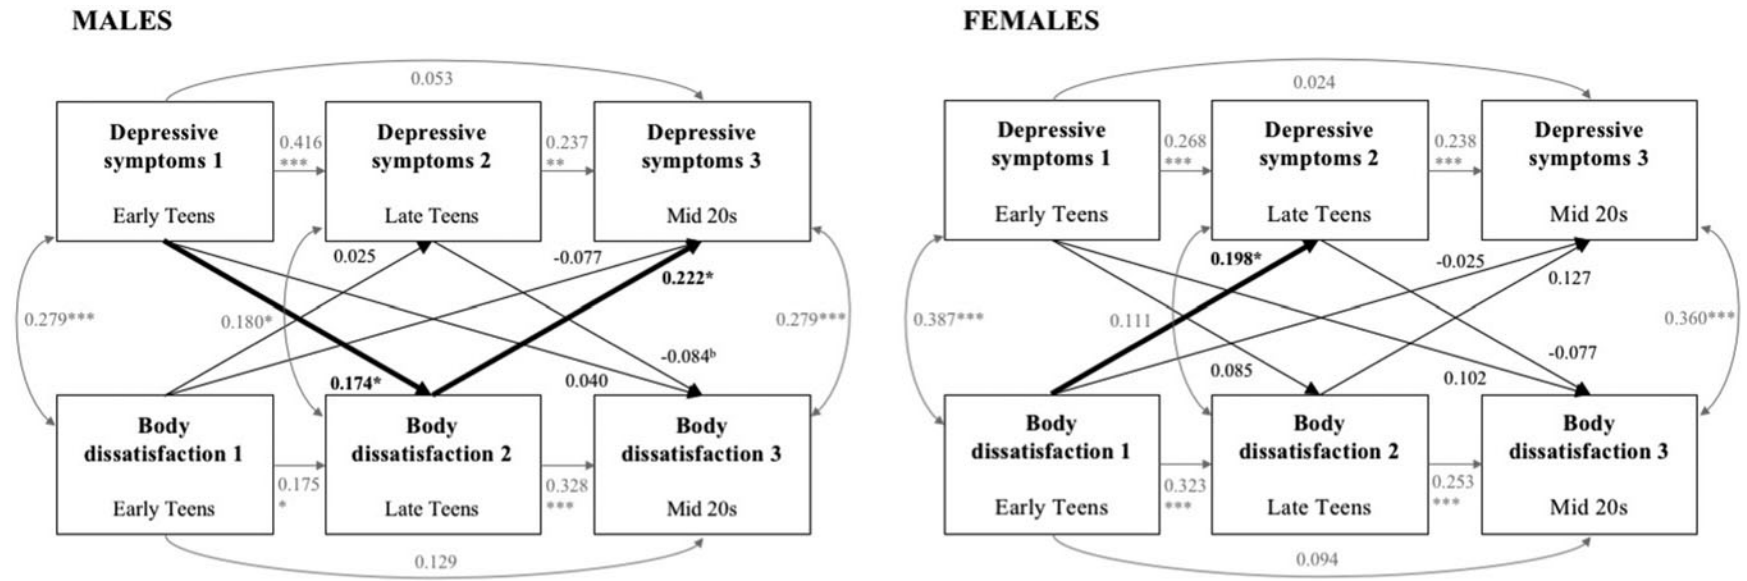 MALES
0.053
Depressive
symptoms 1
Early Teens
0.416
***
Depressive
symptoms 2
Late Teens
0.237
**
Depressive
symptoms 3
Mid 20s
0.025
-0.077
0.222*
0.279***
0.180*
0.279***
-0.084ᵇ
0.174*
0.040
Body
dissatisfaction 1
Early Teens
0.175
*
Body
dissatisfaction 2
Late Teens
0.328
***
Body
dissatisfaction 3
Mid 20s
0.129
FEMALES
0.024
Depressive
symptoms 1
Early Teens
0.268
***
Depressive
symptoms 2
Late Teens
0.238
***
Depressive
symptoms 3
Mid 20s
0.198*
-0.025
0.127
0.387***
0.111
0.360***
-0.077
0.085
0.102
Body
dissatisfaction 1
Early Teens
0.323
***
Body
dissatisfaction 2
Late Teens
0.253
***
Body
dissatisfaction 3
Mid 20s
0.094